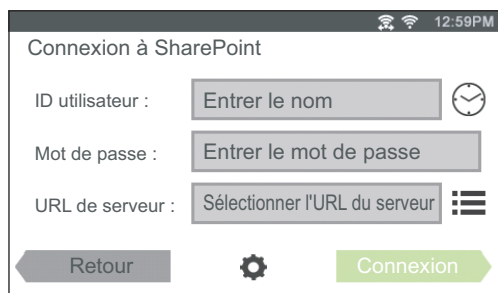 12:59PM
Connexion à SharePoint
ID utilisateur : Entrer le nom
Mot de passe : Entrer le mot de passe
URL de serveur : Sélectionner l'URL du serveur
Retour Connexion